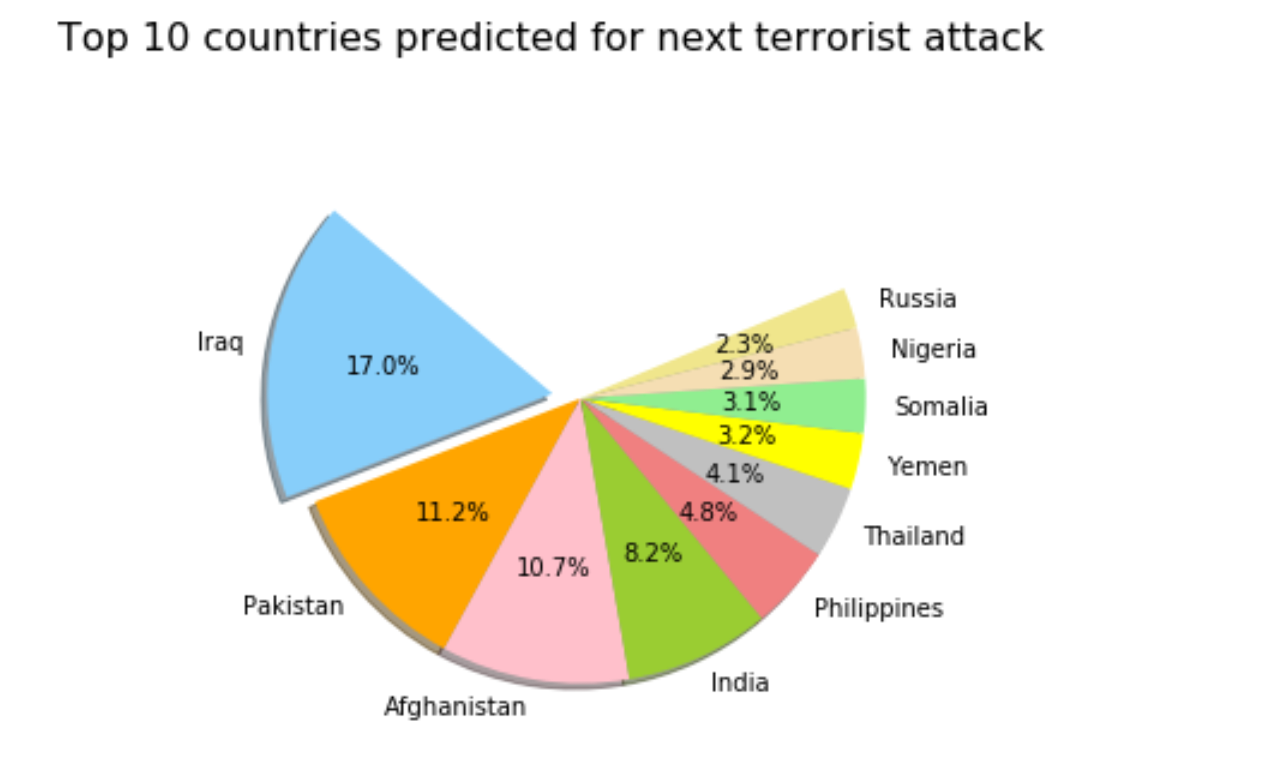 Top 10 countries predicted for next terrorist attack
Russia
2.3%
Nigeria
2.9%
Iraq
17.0%
3.1%
Somalia
3.2%
Yemen
4.1%
Thailand
11.2%
4.8%
10.7%
8.2%
Pakistan
Philippines
India
Afghanistan